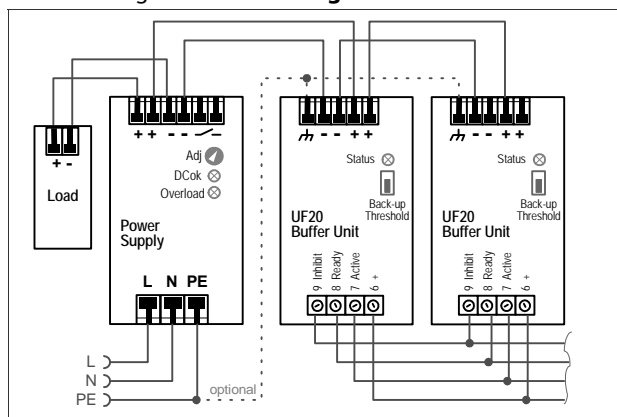 + -
Load
+ + - -
Adj
DCok
Overload
Power
Supply
L N PE
L
N
PE
optional
- - + +
Status
Back-up
Threshold
UF20
Buffer Unit
9 Inhibit
8 Ready
7 Active
6 +
- - + +
Status
Back-up
Threshold
UF20
Buffer Unit
9 Inhibit
8 Ready
7 Active
6 +